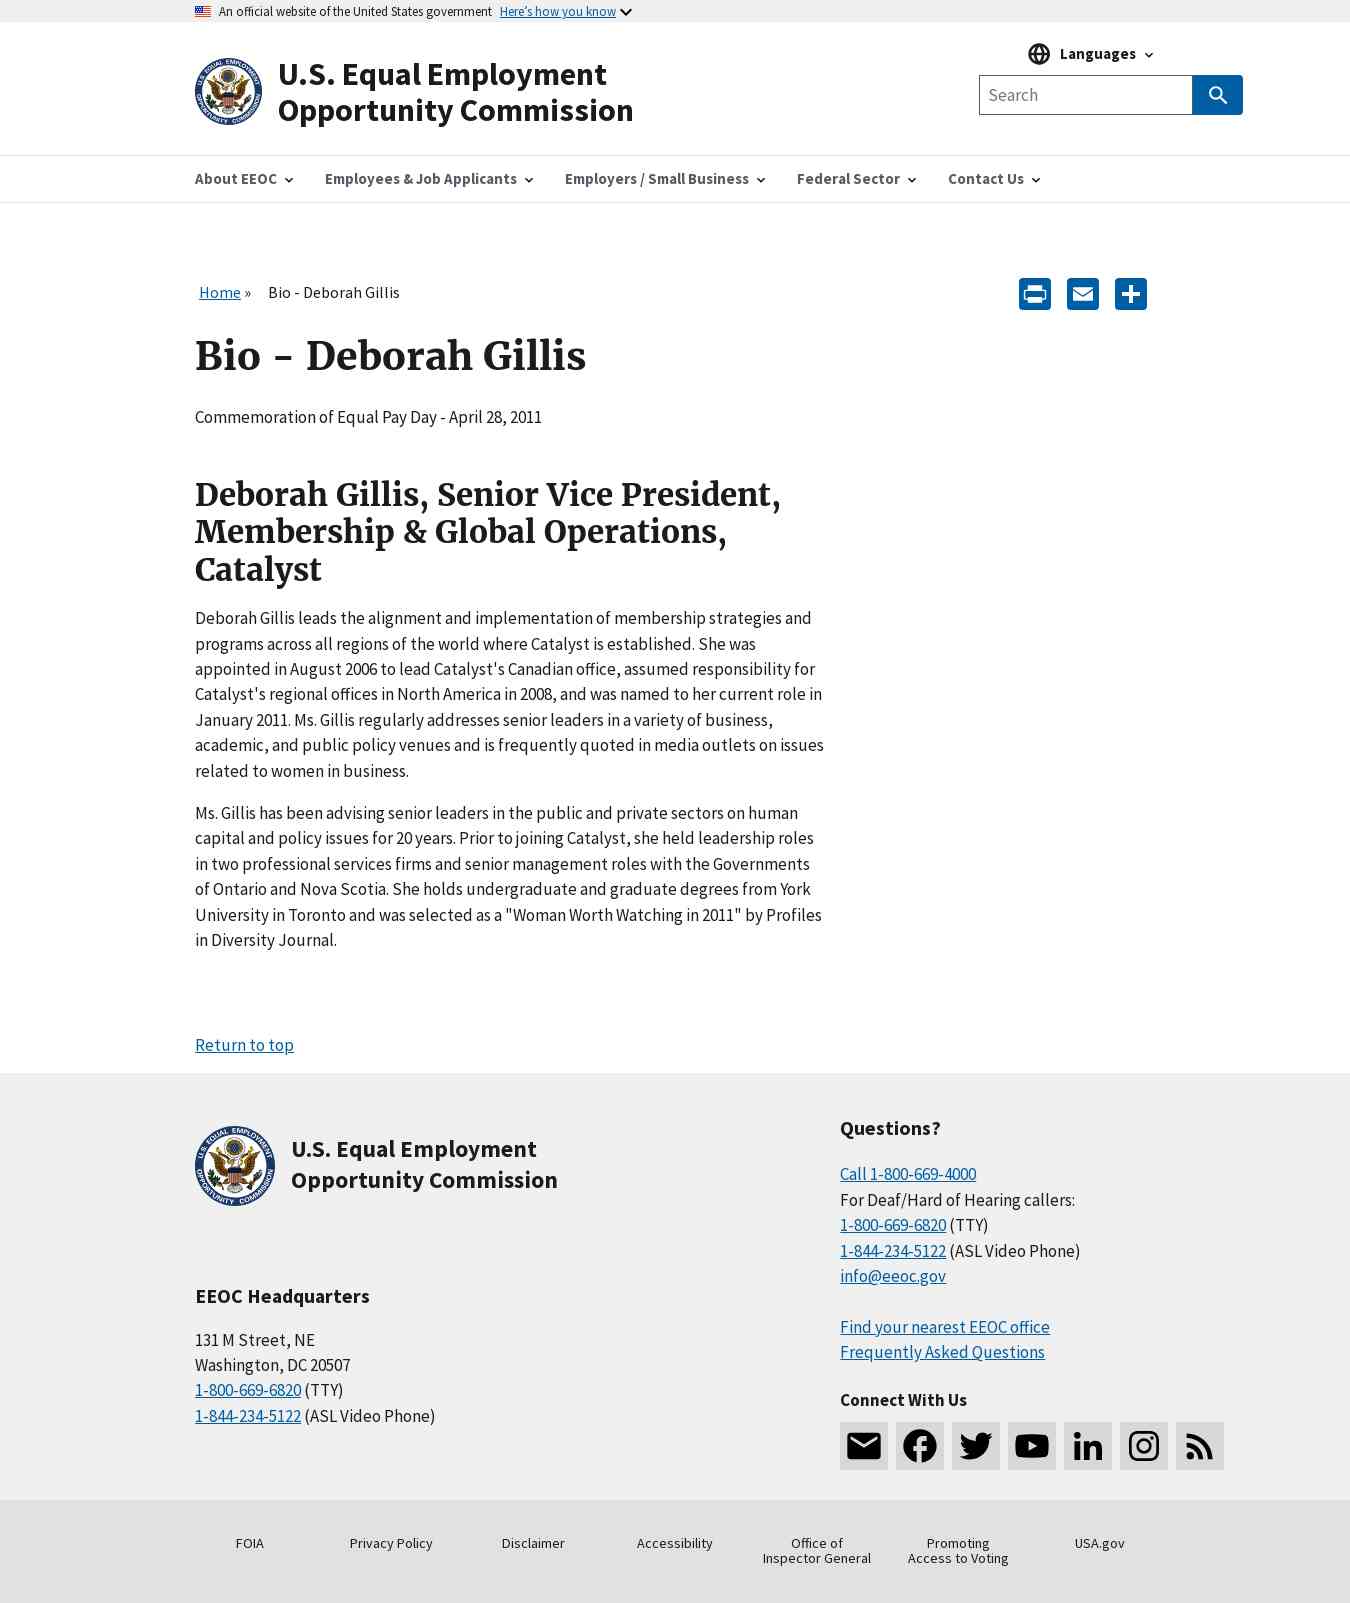 An official website of the United States government Here’s how you know
U.S. Equal Employment
Opportunity Commission
Languages
Search
About EEOC
Employees & Job Applicants
Employers / Small Business
Federal Sector
Contact Us
Home » Bio - Deborah Gillis
Bio - Deborah Gillis
Commemoration of Equal Pay Day - April 28, 2011
Deborah Gillis, Senior Vice President,
Membership & Global Operations,
Catalyst
Deborah Gillis leads the alignment and implementation of membership strategies and
programs across all regions of the world where Catalyst is established. She was
appointed in August 2006 to lead Catalyst's Canadian office, assumed responsibility for
Catalyst's regional offices in North America in 2008, and was named to her current role in
January 2011. Ms. Gillis regularly addresses senior leaders in a variety of business,
academic, and public policy venues and is frequently quoted in media outlets on issues
related to women in business.
Ms. Gillis has been advising senior leaders in the public and private sectors on human
capital and policy issues for 20 years. Prior to joining Catalyst, she held leadership roles
in two professional services firms and senior management roles with the Governments
of Ontario and Nova Scotia. She holds undergraduate and graduate degrees from York
University in Toronto and was selected as a "Woman Worth Watching in 2011" by Profiles
in Diversity Journal.
Return to top
U.S. EQUAL EMPLOYMENT OPPORTUNITY COMMISSION
U.S. Equal Employment
Opportunity Commission
EEOC Headquarters
131 M Street, NE
Washington, DC 20507
1-800-669-6820 (TTY)
1-844-234-5122 (ASL Video Phone)
Questions?
Call 1-800-669-4000
For Deaf/Hard of Hearing callers:
1-800-669-6820 (TTY)
1-844-234-5122 (ASL Video Phone)
info@eeoc.gov
Find your nearest EEOC office
Frequently Asked Questions
Connect With Us
FOIA
Privacy Policy
Disclaimer
Accessibility
Office of
Inspector General
Promoting
Access to Voting
USA.gov